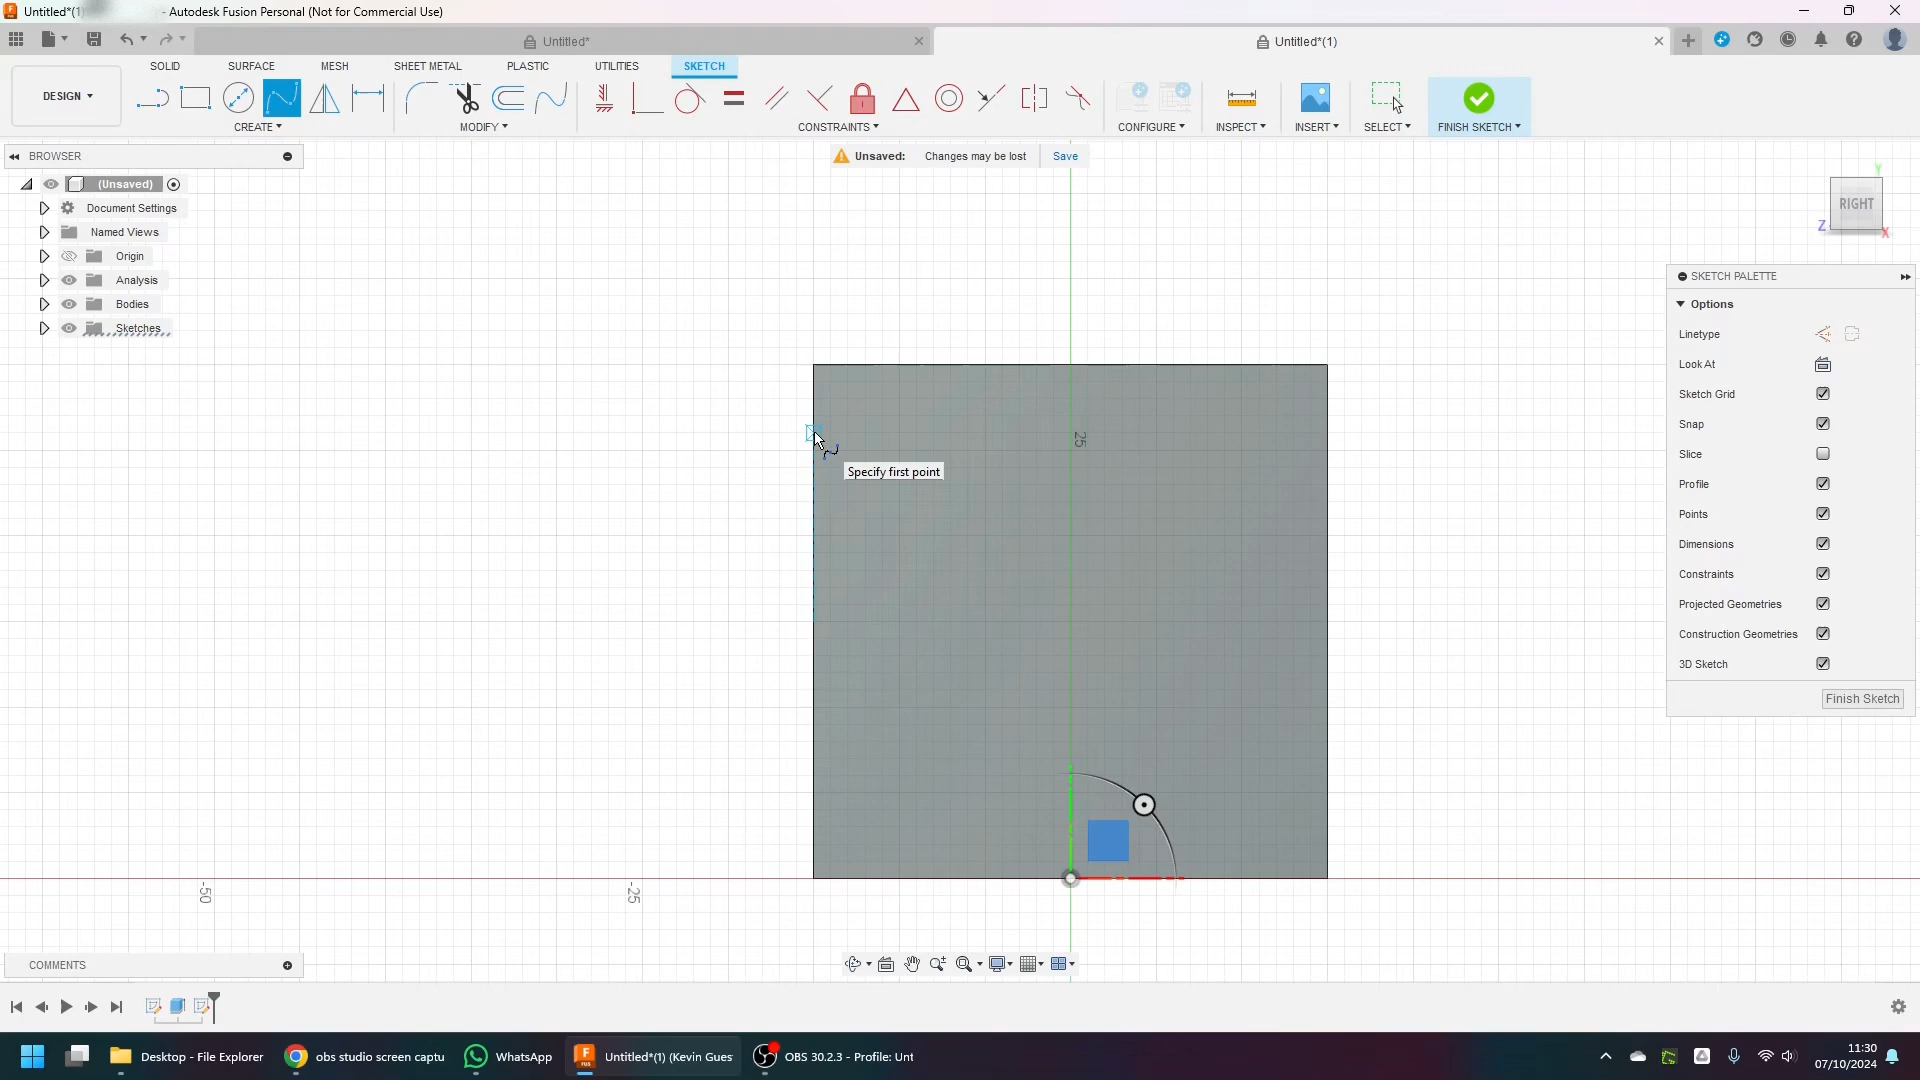 Untitled*(1)
- Autodesk Fusion Personal (Not for Commercial Use)
Untitled*
Untitled*(1)
DESIGN
SOLID
SURFACE
MESH
SHEET METAL
PLASTIC
UTILITIES
SKETCH
CREATE
MODIFY
CONSTRAINTS
CONFIGURE
INSPECT
INSERT
SELECT
FINISH SKETCH
BROWSER
Unsaved: Changes may be lost Save
(Unsaved)
Document Settings
Named Views
Origin
Analysis
Bodies
Sketches
Y
RIGHT
Z
X
SKETCH PALETTE
Options
Linetype
Look At
Sketch Grid
Snap
Slice
Profile
Points
Dimensions
Constraints
Projected Geometries
Construction Geometries
3D Sketch
Finish Sketch
25
Specify first point
-50
-25
COMMENTS
Desktop - File Explorer
obs studio screen captu
WhatsApp
Untitled*(1) (Kevin Gues
OBS 30.2.3 - Profile: Unt
11:30
07/10/2024